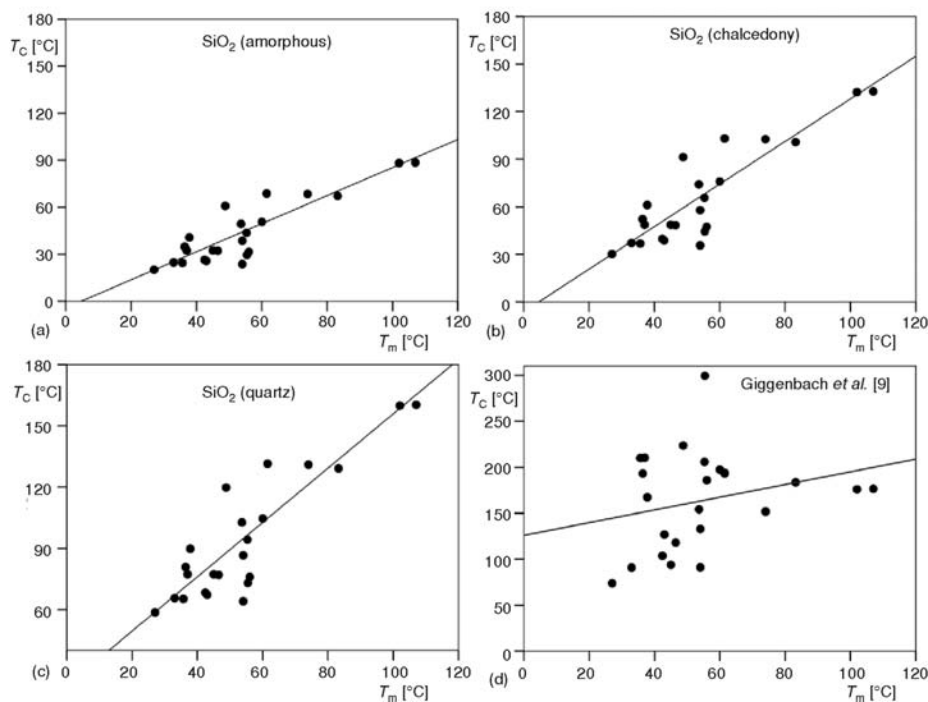 180
T_C [°C]
150
120
90
60
30
0
SiO₂ (amorphous)
0 20 40 60 80 100 120
(a)
T_m [°C]
180
T_C [°C]
150
120
90
60
30
0
SiO₂ (chalcedony)
0 20 40 60 80 100 120
(b)
T_m [°C]
180
T_C [°C]
150
120
90
60
SiO₂ (quartz)
0 20 40 60 80 100 120
(c)
T_m [°C]
300
T_C
[°C]
250
200
150
100
50
0
Giggenbach et al. [9]
0 20 40 60 80 100 120
(d)
T_m [°C]